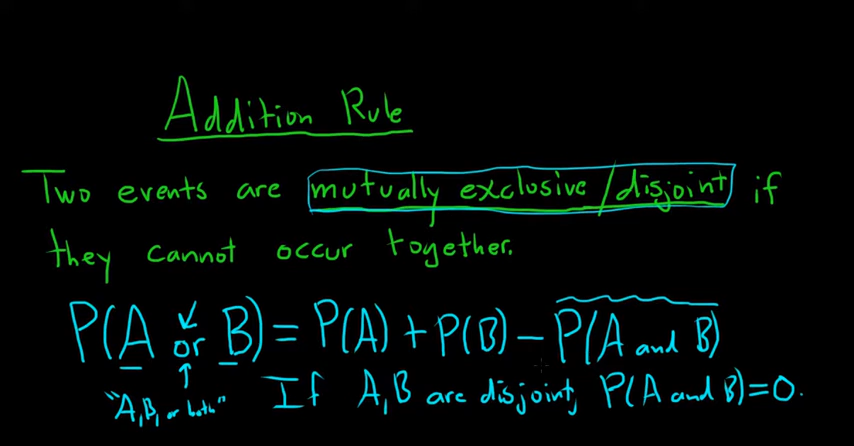 Addition Rule
Two events are mutually exclusive/disjoint if
they cannot occur together.
P(A or B) = P(A) + P(B) - P(A and B)
"A, B, or both" If A, B are disjoint, P(A and B) = 0.